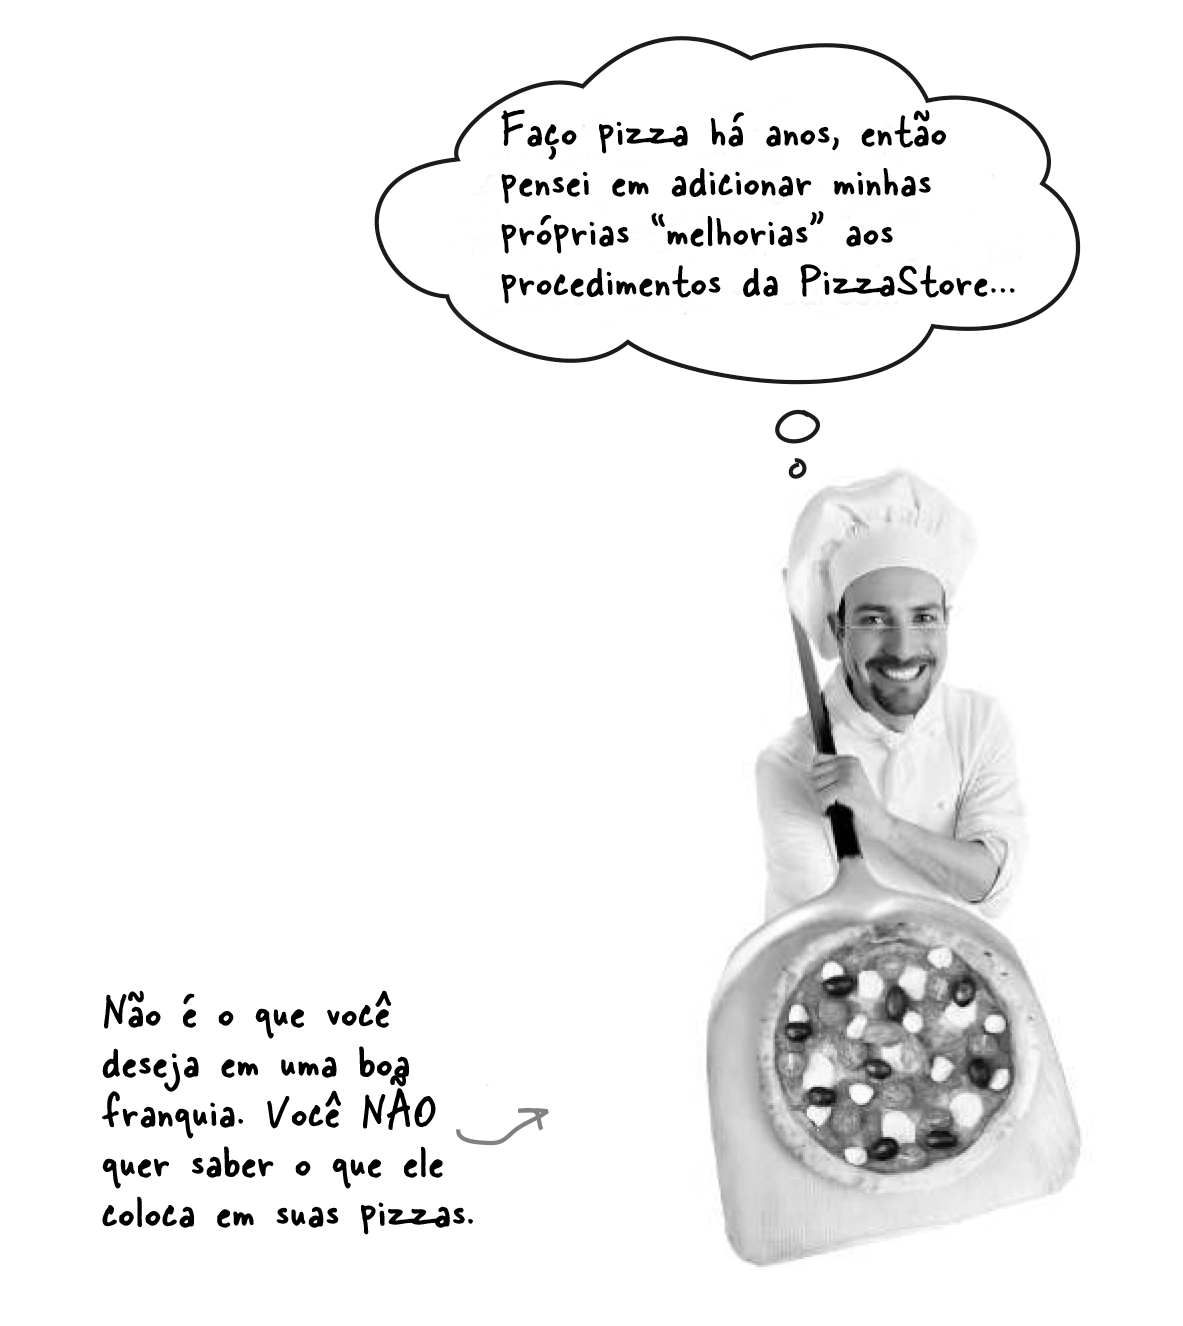 Faço pizza há anos, então
pensei em adicionar minhas
próprias “melhorias” aos
procedimentos da PizzaStore...
Não é o que você
deseja em uma boa
franquia. Você NÃO
quer saber o que ele
coloca em suas pizzas.